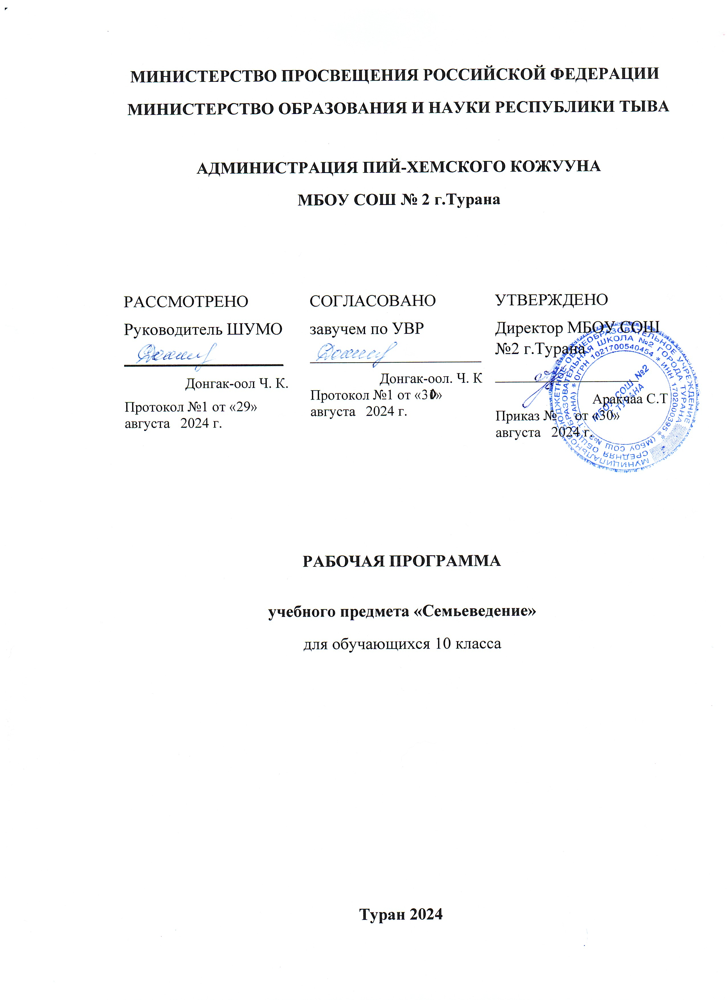 МИНИСТЕРСТВО ПРОСВЕЩЕНИЯ РОССИЙСКОЙ ФЕДЕРАЦИИ
МИНИСТЕРСТВО ОБРАЗОВАНИЯ И НАУКИ РЕСПУБЛИКИ ТЫВА
АДМИНИСТРАЦИЯ ПИЙ-ХЕМСКОГО КОЖУУНА
МБОУ СОШ № 2 г.Турана
РАССМОТРЕНО
Руководитель ШУМО
Донгак-оол Ч. К.
Протокол №1 от «29»
августа 2024 г.
СОГЛАСОВАНО
завучем по УВР
Донгак-оол. Ч. К
Протокол №1 от «30»
августа 2024 г.
УТВЕРЖДЕНО
Директор МБОУ СОШ
№2 г.Турана
Аракчаа С.Т
Приказ № от «30»
августа 2024 г.
МУНИЦИПАЛЬНОЕ БЮДЖЕТНОЕ ОБЩЕОБРАЗОВАТЕЛЬНОЕ УЧРЕЖДЕНИЕ
СРЕДНЯЯ ОБЩЕОБРАЗОВАТЕЛЬНАЯ ШКОЛА №2 ГОРОДА ТУРАНА
(МБОУ СОШ №2 Г.ТУРАНА) * ОГРН 1021700540454 * ИНН 1702000395 *
МБОУ СОШ №2
г. ТУРАНА
РАБОЧАЯ ПРОГРАММА
учебного предмета «Семьеведение»
для обучающихся 10 класса
Туран 2024